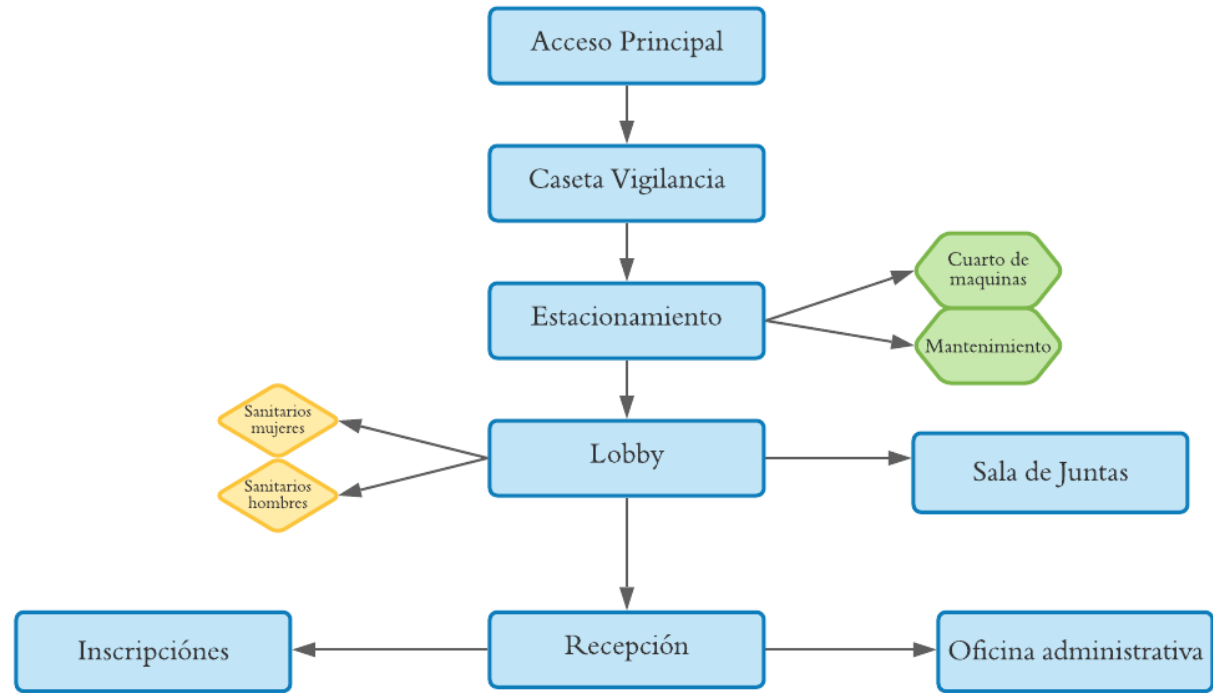 Acceso Principal
Caseta Vigilancia
Cuarto de
maquinas
Estacionamiento
Mantenimiento
Sanitarios
mujeres
Lobby
Sala de Juntas
Sanitarios
hombres
Inscripciónes
Recepción
Oficina administrativa